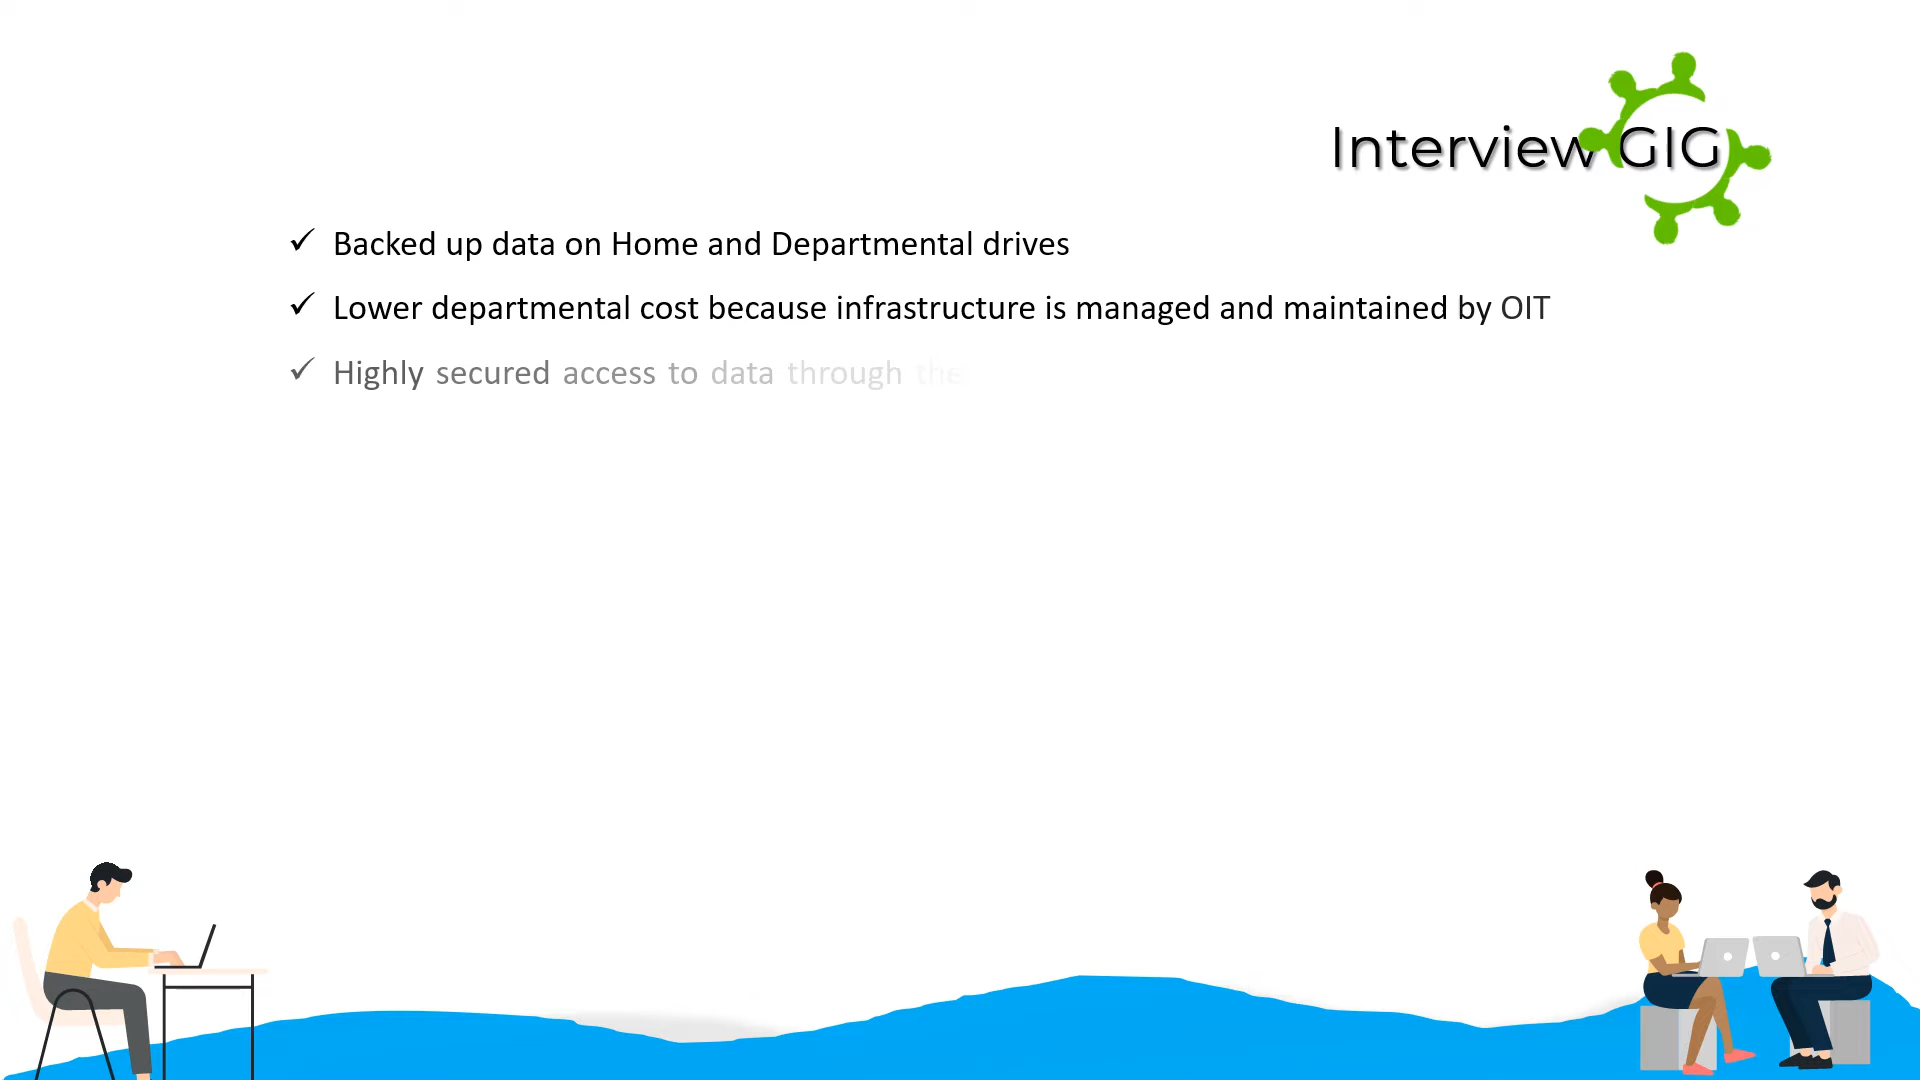 Interview GIG
✓ Backed up data on Home and Departmental drives
✓ Lower departmental cost because infrastructure is managed and maintained by OIT
✓ Highly secured access to data through the